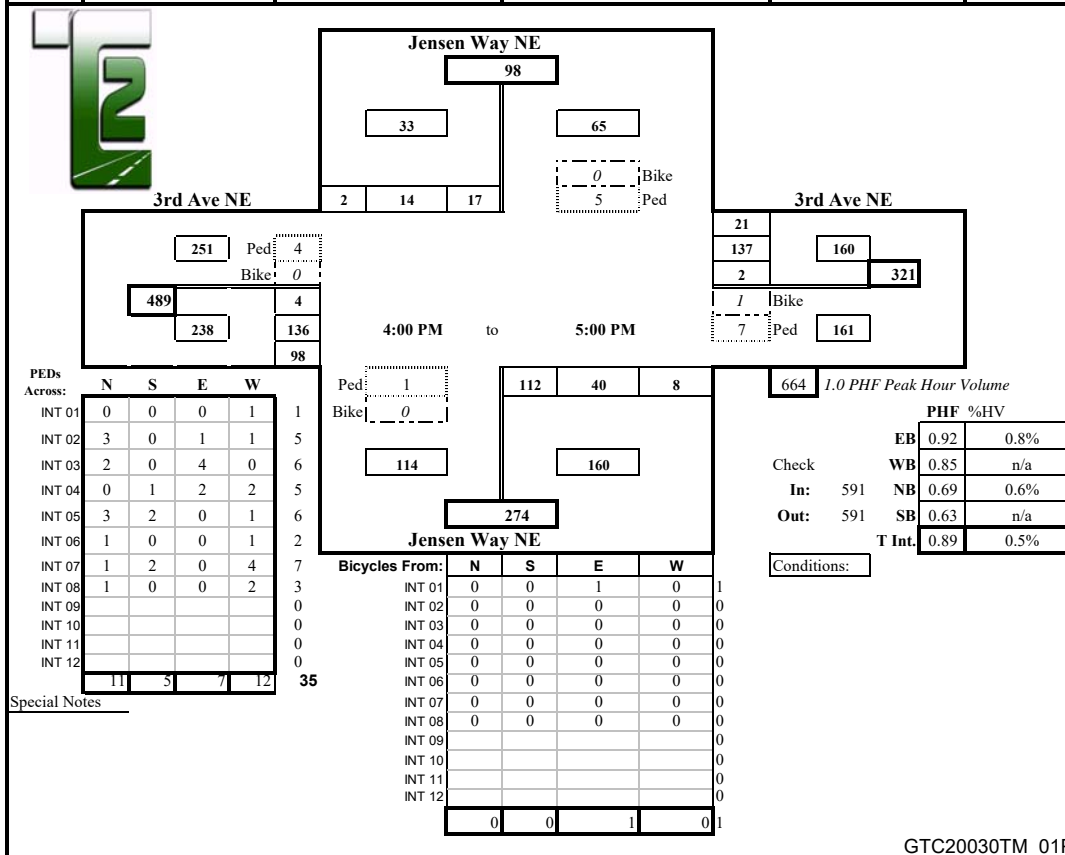 T2
Jensen Way NE
98
33 65
0 Bike
5 Ped
3rd Ave NE 2 14 17 3rd Ave NE
21
251 Ped 4 137 160
Bike 0 2 321
489 4 1 Bike
238 136 4:00 PM to 5:00 PM 7 Ped 161
98
PEDs Across: N S E W Ped 1 112 40 8 664 1.0 PHF Peak Hour Volume
INT 01 0 0 0 1 1 Bike 0 PHF %HV
INT 02 3 0 1 1 5 EB 0.92 0.8%
INT 03 2 0 4 0 6 114 160 Check WB 0.85 n/a
INT 04 0 1 2 2 5 In: 591 NB 0.69 0.6%
INT 05 3 2 0 1 6 274 Out: 591 SB 0.63 n/a
INT 06 1 0 0 1 2 Jensen Way NE T Int. 0.89 0.5%
INT 07 1 2 0 4 7 Bicycles From: N S E W Conditions:
INT 08 1 0 0 2 3 INT 01 0 0 1 0 1
INT 09 0 INT 02 0 0 0 0 0
INT 10 0 INT 03 0 0 0 0 0
INT 11 0 INT 04 0 0 0 0 0
INT 12 0 INT 05 0 0 0 0 0
11 5 7 12 35 INT 06 0 0 0 0 0
Special Notes INT 07 0 0 0 0 0
INT 08 0 0 0 0 0
INT 09 0
INT 10 0
INT 11 0
INT 12 0
0 0 1 0 1
GTC20030TM_01P